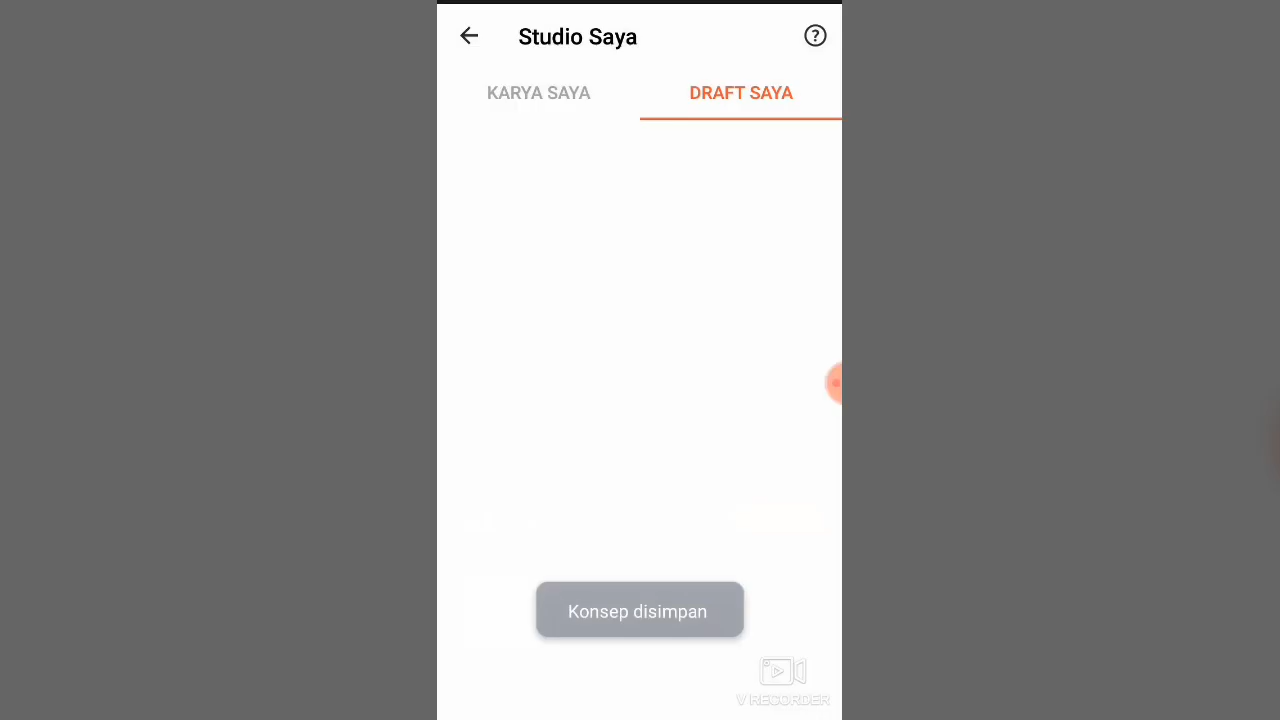 Studio Saya
KARYA SAYA
DRAFT SAYA
Konsep disimpan
V RECORDER